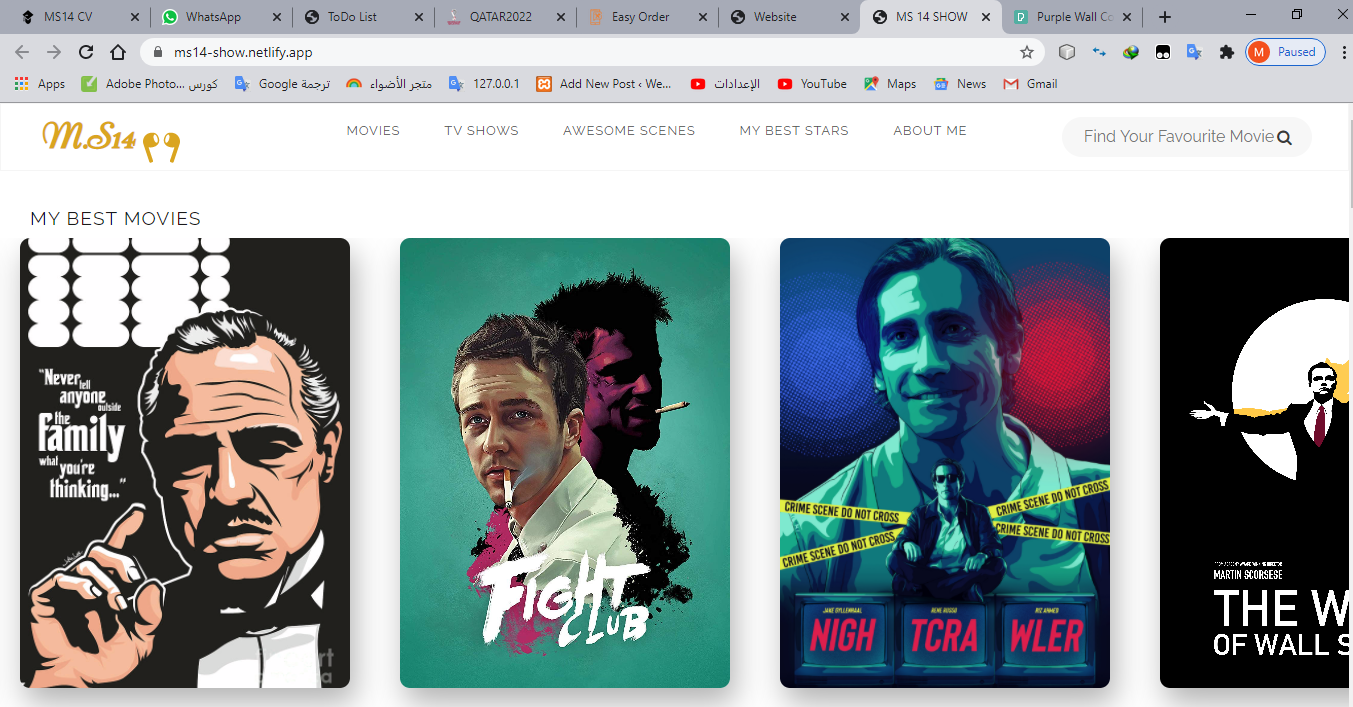 MS14 CV
WhatsApp
ToDo List
QATAR2022
Easy Order
Website
MS 14 SHOW
Purple Wall Co
ms14-show.netlify.app
M
Paused
Apps
Adobe Photo... كورس
Google ترجمة
متجر الأضواء
127.0.0.1
Add New Post ‹ We...
الإعدادات
YouTube
Maps
News
Gmail
M.S14
MOVIES
TV SHOWS
AWESOME SCENES
MY BEST STARS
ABOUT ME
Find Your Favourite Movie
MY BEST MOVIES
“Never tell
anyone outside
the
family
what you're
thinking...”
FIGHT
CLUB
CRIME SCENE DO NOT CROSS
CRIME SCENE DO NOT CROSS
CRIME SCENE DO NOT CROSS
CRIME SCENE DO NOT CROSS
JAKE GYLLENHAAL
RENE RUSSO
RIZ AHMED
NIGH TCRA WLER
MARTIN SCORSESE
THE W
OF WALL S